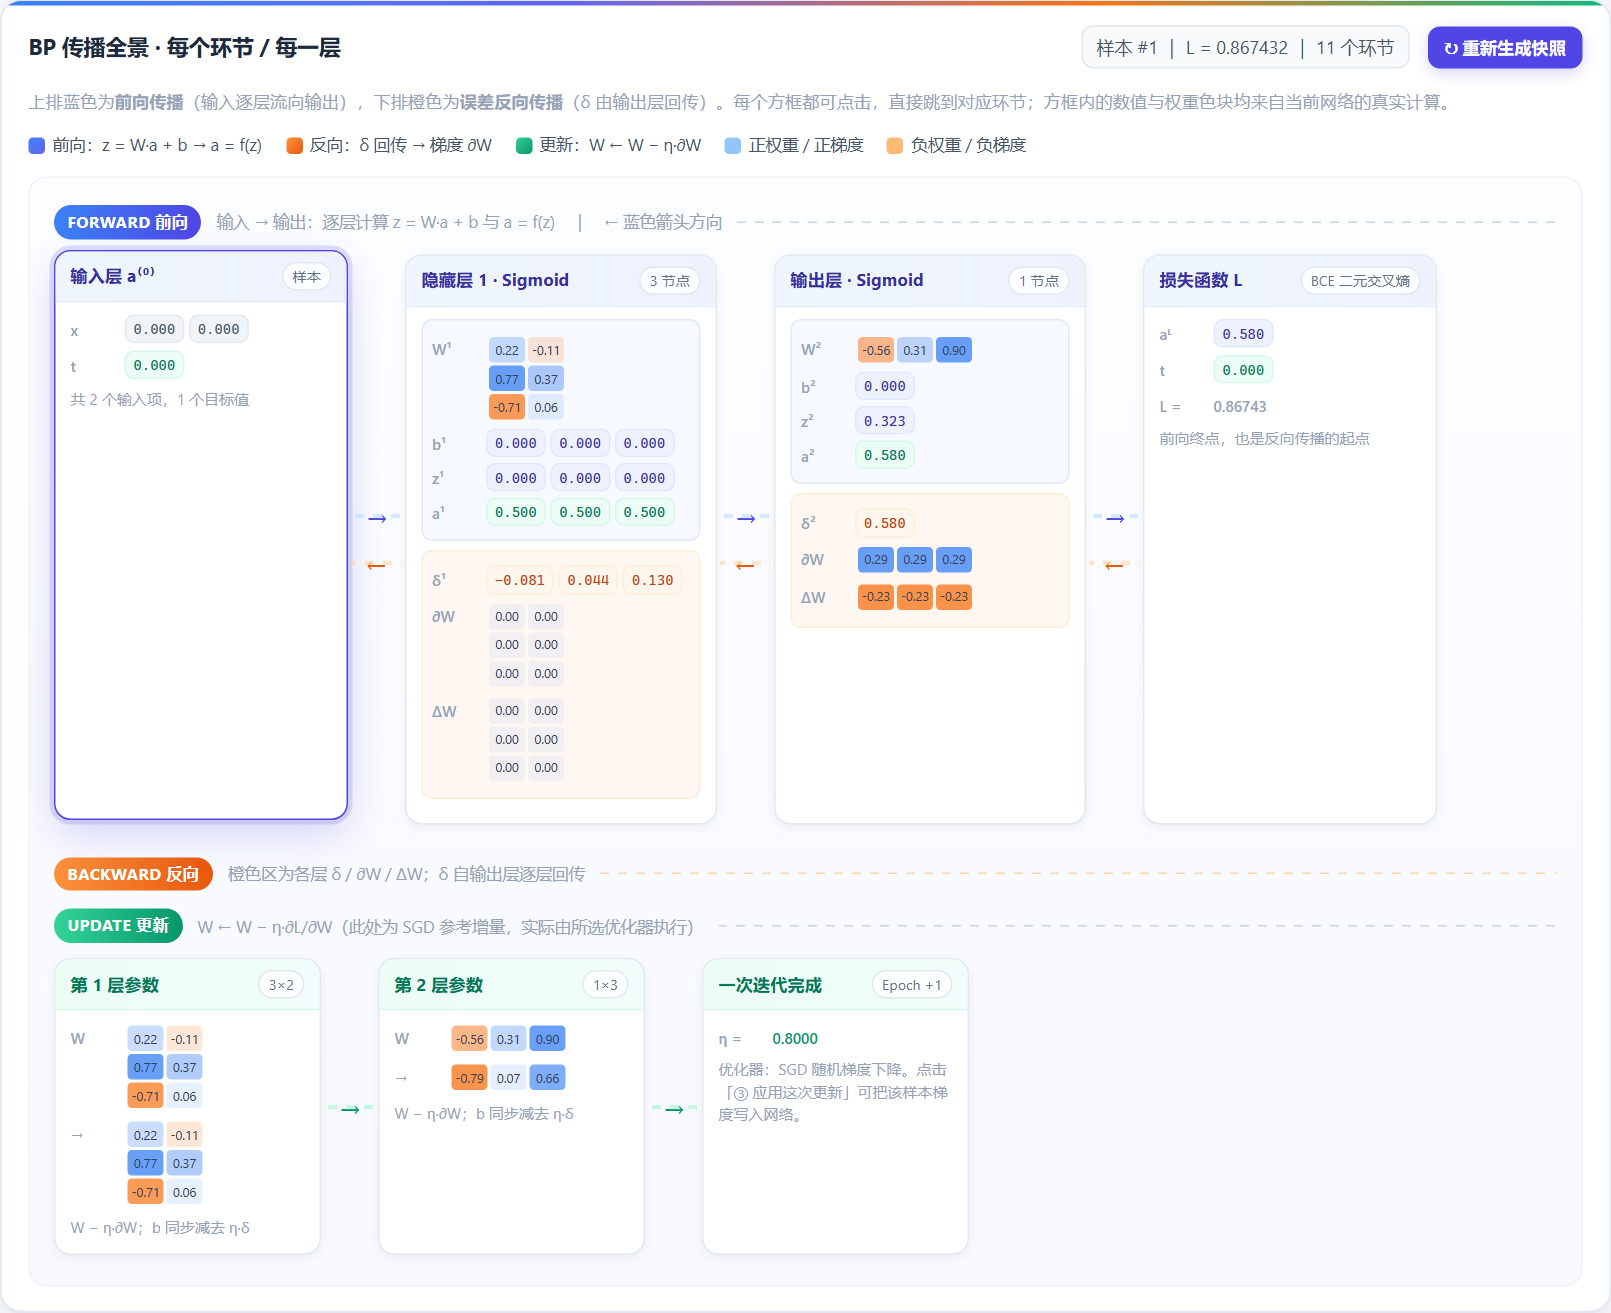 BP 传播全景 · 每个环节 / 每一层
样本 #1 | L = 0.867432 | 11 个环节
↻ 重新生成快照
上排蓝色为前向传播（输入逐层流向输出），下排橙色为误差反向传播（δ 由输出层回传）。每个方框都可点击，直接跳到对应环节；方框内的数值与权重色块均来自当前网络的真实计算。
前向：z = W·a + b → a = f(z) 反向：δ 回传 → 梯度 ∂W 更新：W ← W − η·∂W 正权重 / 正梯度 负权重 / 负梯度
FORWARD 前向 输入 → 输出：逐层计算 z = W·a + b 与 a = f(z) | ← 蓝色箭头方向
输入层 a⁽⁰⁾ 样本
x 0.000 0.000
t 0.000
共 2 个输入项，1 个目标值
→
←
隐藏层 1 · Sigmoid 3 节点
W¹ 0.22 -0.11
0.77 0.37
-0.71 0.06
b¹ 0.000 0.000 0.000
z¹ 0.000 0.000 0.000
a¹ 0.500 0.500 0.500
δ¹ −0.081 0.044 0.130
∂W 0.00 0.00
0.00 0.00
0.00 0.00
ΔW 0.00 0.00
0.00 0.00
0.00 0.00
→
←
输出层 · Sigmoid 1 节点
W² -0.56 0.31 0.90
b² 0.000
z² 0.323
a² 0.580
δ² 0.580
∂W 0.29 0.29 0.29
ΔW -0.23 -0.23 -0.23
→
←
损失函数 L BCE 二元交叉熵
aᴸ 0.580
t 0.000
L = 0.86743
前向终点，也是反向传播的起点
BACKWARD 反向 橙色区为各层 δ / ∂W / ΔW；δ 自输出层逐层回传
UPDATE 更新 W ← W − η·∂L/∂W（此处为 SGD 参考增量，实际由所选优化器执行）
第 1 层参数 3×2
W 0.22 -0.11
0.77 0.37
-0.71 0.06
→ 0.22 -0.11
0.77 0.37
-0.71 0.06
W − η·∂W；b 同步减去 η·δ
→
第 2 层参数 1×3
W -0.56 0.31 0.90
→ -0.79 0.07 0.66
W − η·∂W；b 同步减去 η·δ
→
一次迭代完成 Epoch +1
η = 0.8000
优化器：SGD 随机梯度下降。点击
「③ 应用这次更新」可把该样本梯
度写入网络。